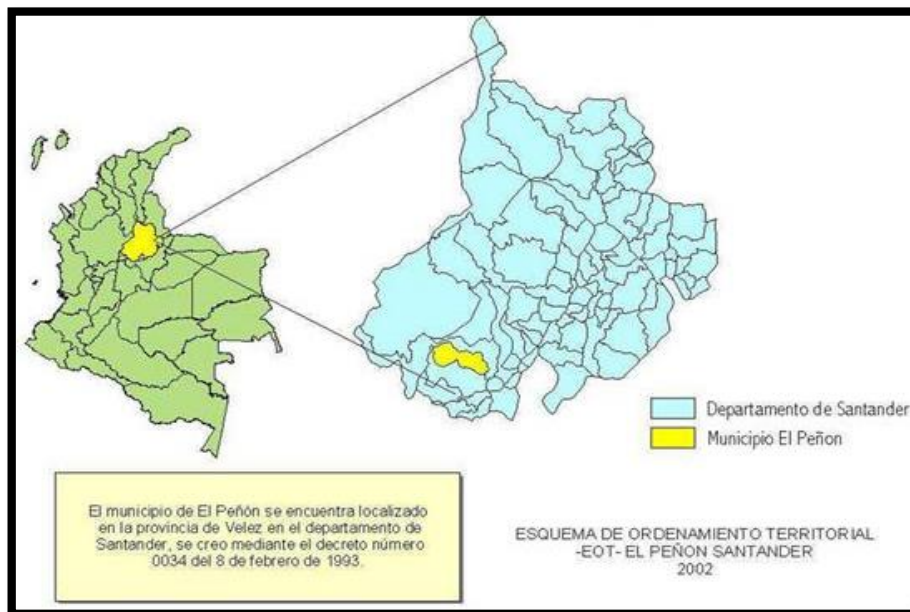 Departamento de Santander
Municipio El Peñon
El municipio de El Peñón se encuentra localizado
en la provincia de Velez en el departamento de
Santander, se creo mediante el decreto número
0034 del 8 de febrero de 1993.
ESQUEMA DE ORDENAMIENTO TERRITORIAL
-EOT- EL PEÑON SANTANDER
2002